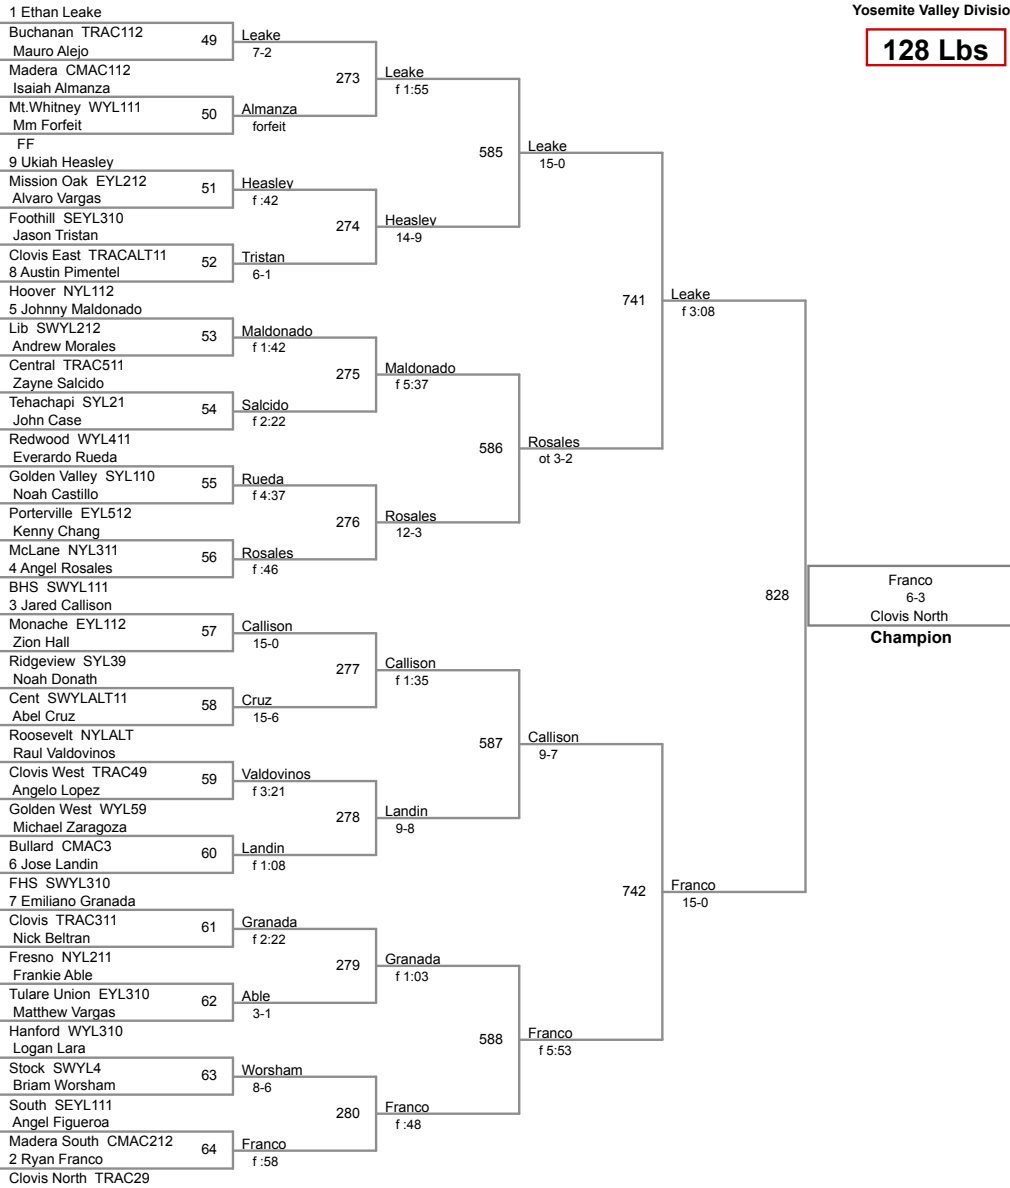 Yosemite Valley Divisio
128 Lbs
1 Ethan Leake
Buchanan TRAC112
Mauro Alejo
Madera CMAC112
Isaiah Almanza
Mt.Whitney WYL111
Mm Forfeit
FF
9 Ukiah Heasley
Mission Oak EYL212
Alvaro Vargas
Foothill SEYL310
Jason Tristan
Clovis East TRACALT11
8 Austin Pimentel
Hoover NYL112
5 Johnny Maldonado
Lib SWYL212
Andrew Morales
Central TRAC511
Zayne Salcido
Tehachapi SYL21
John Case
Redwood WYL411
Everardo Rueda
Golden Valley SYL110
Noah Castillo
Porterville EYL512
Kenny Chang
McLane NYL311
4 Angel Rosales
BHS SWYL111
3 Jared Callison
Monache EYL112
Zion Hall
Ridgeview SYL39
Noah Donath
Cent SWYLALT11
Abel Cruz
Roosevelt NYLALT
Raul Valdovinos
Clovis West TRAC49
Angelo Lopez
Golden West WYL59
Michael Zaragoza
Bullard CMAC3
6 Jose Landin
FHS SWYL310
7 Emiliano Granada
Clovis TRAC311
Nick Beltran
Fresno NYL211
Frankie Able
Tulare Union EYL310
Matthew Vargas
Hanford WYL310
Logan Lara
Stock SWYL4
Briam Worsham
South SEYL111
Angel Figueroa
Madera South CMAC212
2 Ryan Franco
Clovis North TRAC29
49
50
51
52
53
54
55
56
57
58
59
60
61
62
63
64
Leake
7-2
Almanza
forfeit
Heasley
f :42
Tristan
6-1
Maldonado
f 1:42
Salcido
f 2:22
Rueda
f 4:37
Rosales
f :46
Callison
15-0
Cruz
15-6
Valdovinos
f 3:21
Landin
f 1:08
Granada
f 2:22
Able
3-1
Worsham
8-6
Franco
f :58
273
274
275
276
277
278
279
280
Leake
f 1:55
Heasley
14-9
Maldonado
f 5:37
Rosales
12-3
Callison
f 1:35
Landin
9-8
Granada
f 1:03
Franco
f :48
585
586
587
588
Leake
15-0
Rosales
ot 3-2
Callison
9-7
Franco
f 5:53
741
742
Leake
f 3:08
Franco
15-0
828
Franco
6-3
Clovis North
Champion